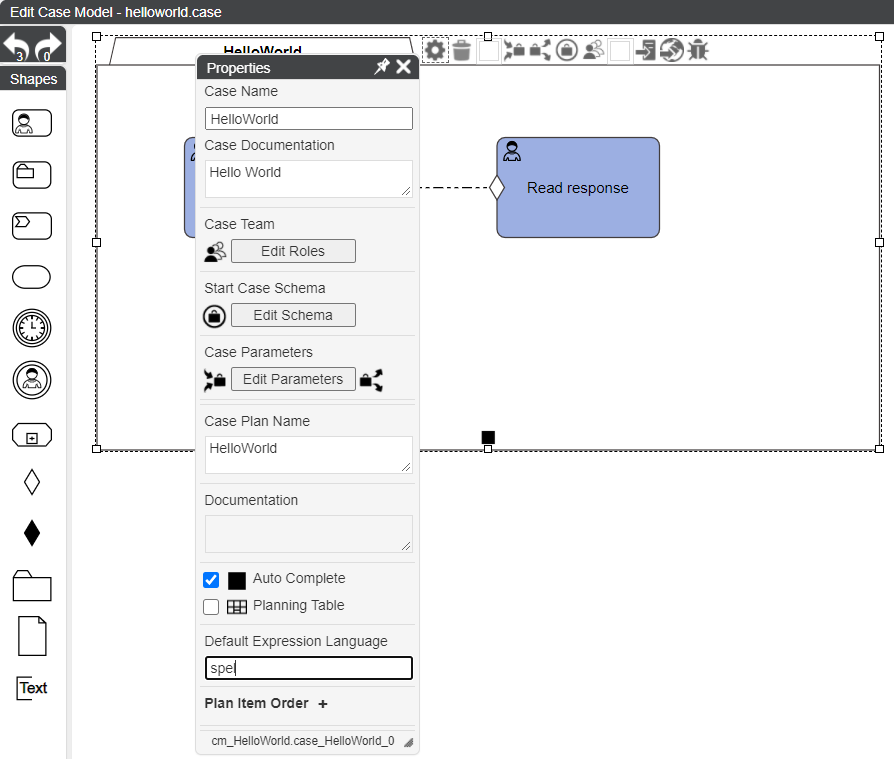 Edit Case Model - helloworld.case
3
0
Shapes
Text
HelloWorld
Properties
Case Name
HelloWorld
Case Documentation
Hello World
Case Team
Edit Roles
Start Case Schema
Edit Schema
Case Parameters
Edit Parameters
Case Plan Name
HelloWorld
Documentation
Auto Complete
Planning Table
Default Expression Language
spel
Plan Item Order +
cm_HelloWorld.case_HelloWorld_0
Read response